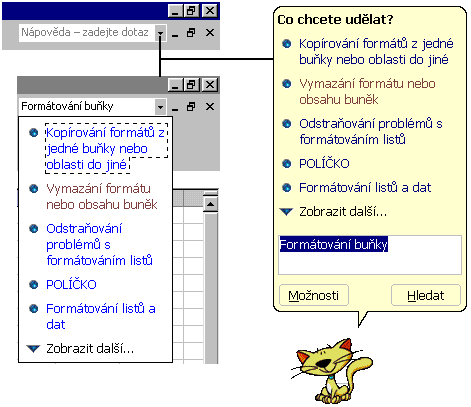 Nápověda – zadejte dotaz
Formátování buňky
Kopírování formátů z
jedné buňky nebo
oblasti do jiné
Vymazání formátu
nebo obsahu buněk
Odstraňování
problémů s
formátováním listů
POLÍČKO
Formátování listů a
dat
Zobrazit další...
Co chcete udělat?
Kopírování formátů z jedné
buňky nebo oblasti do jiné
Vymazání formátu nebo
obsahu buněk
Odstraňování problémů s
formátováním listů
POLÍČKO
Formátování listů a dat
Zobrazit další...
Formátování buňky
Možnosti
Hledat